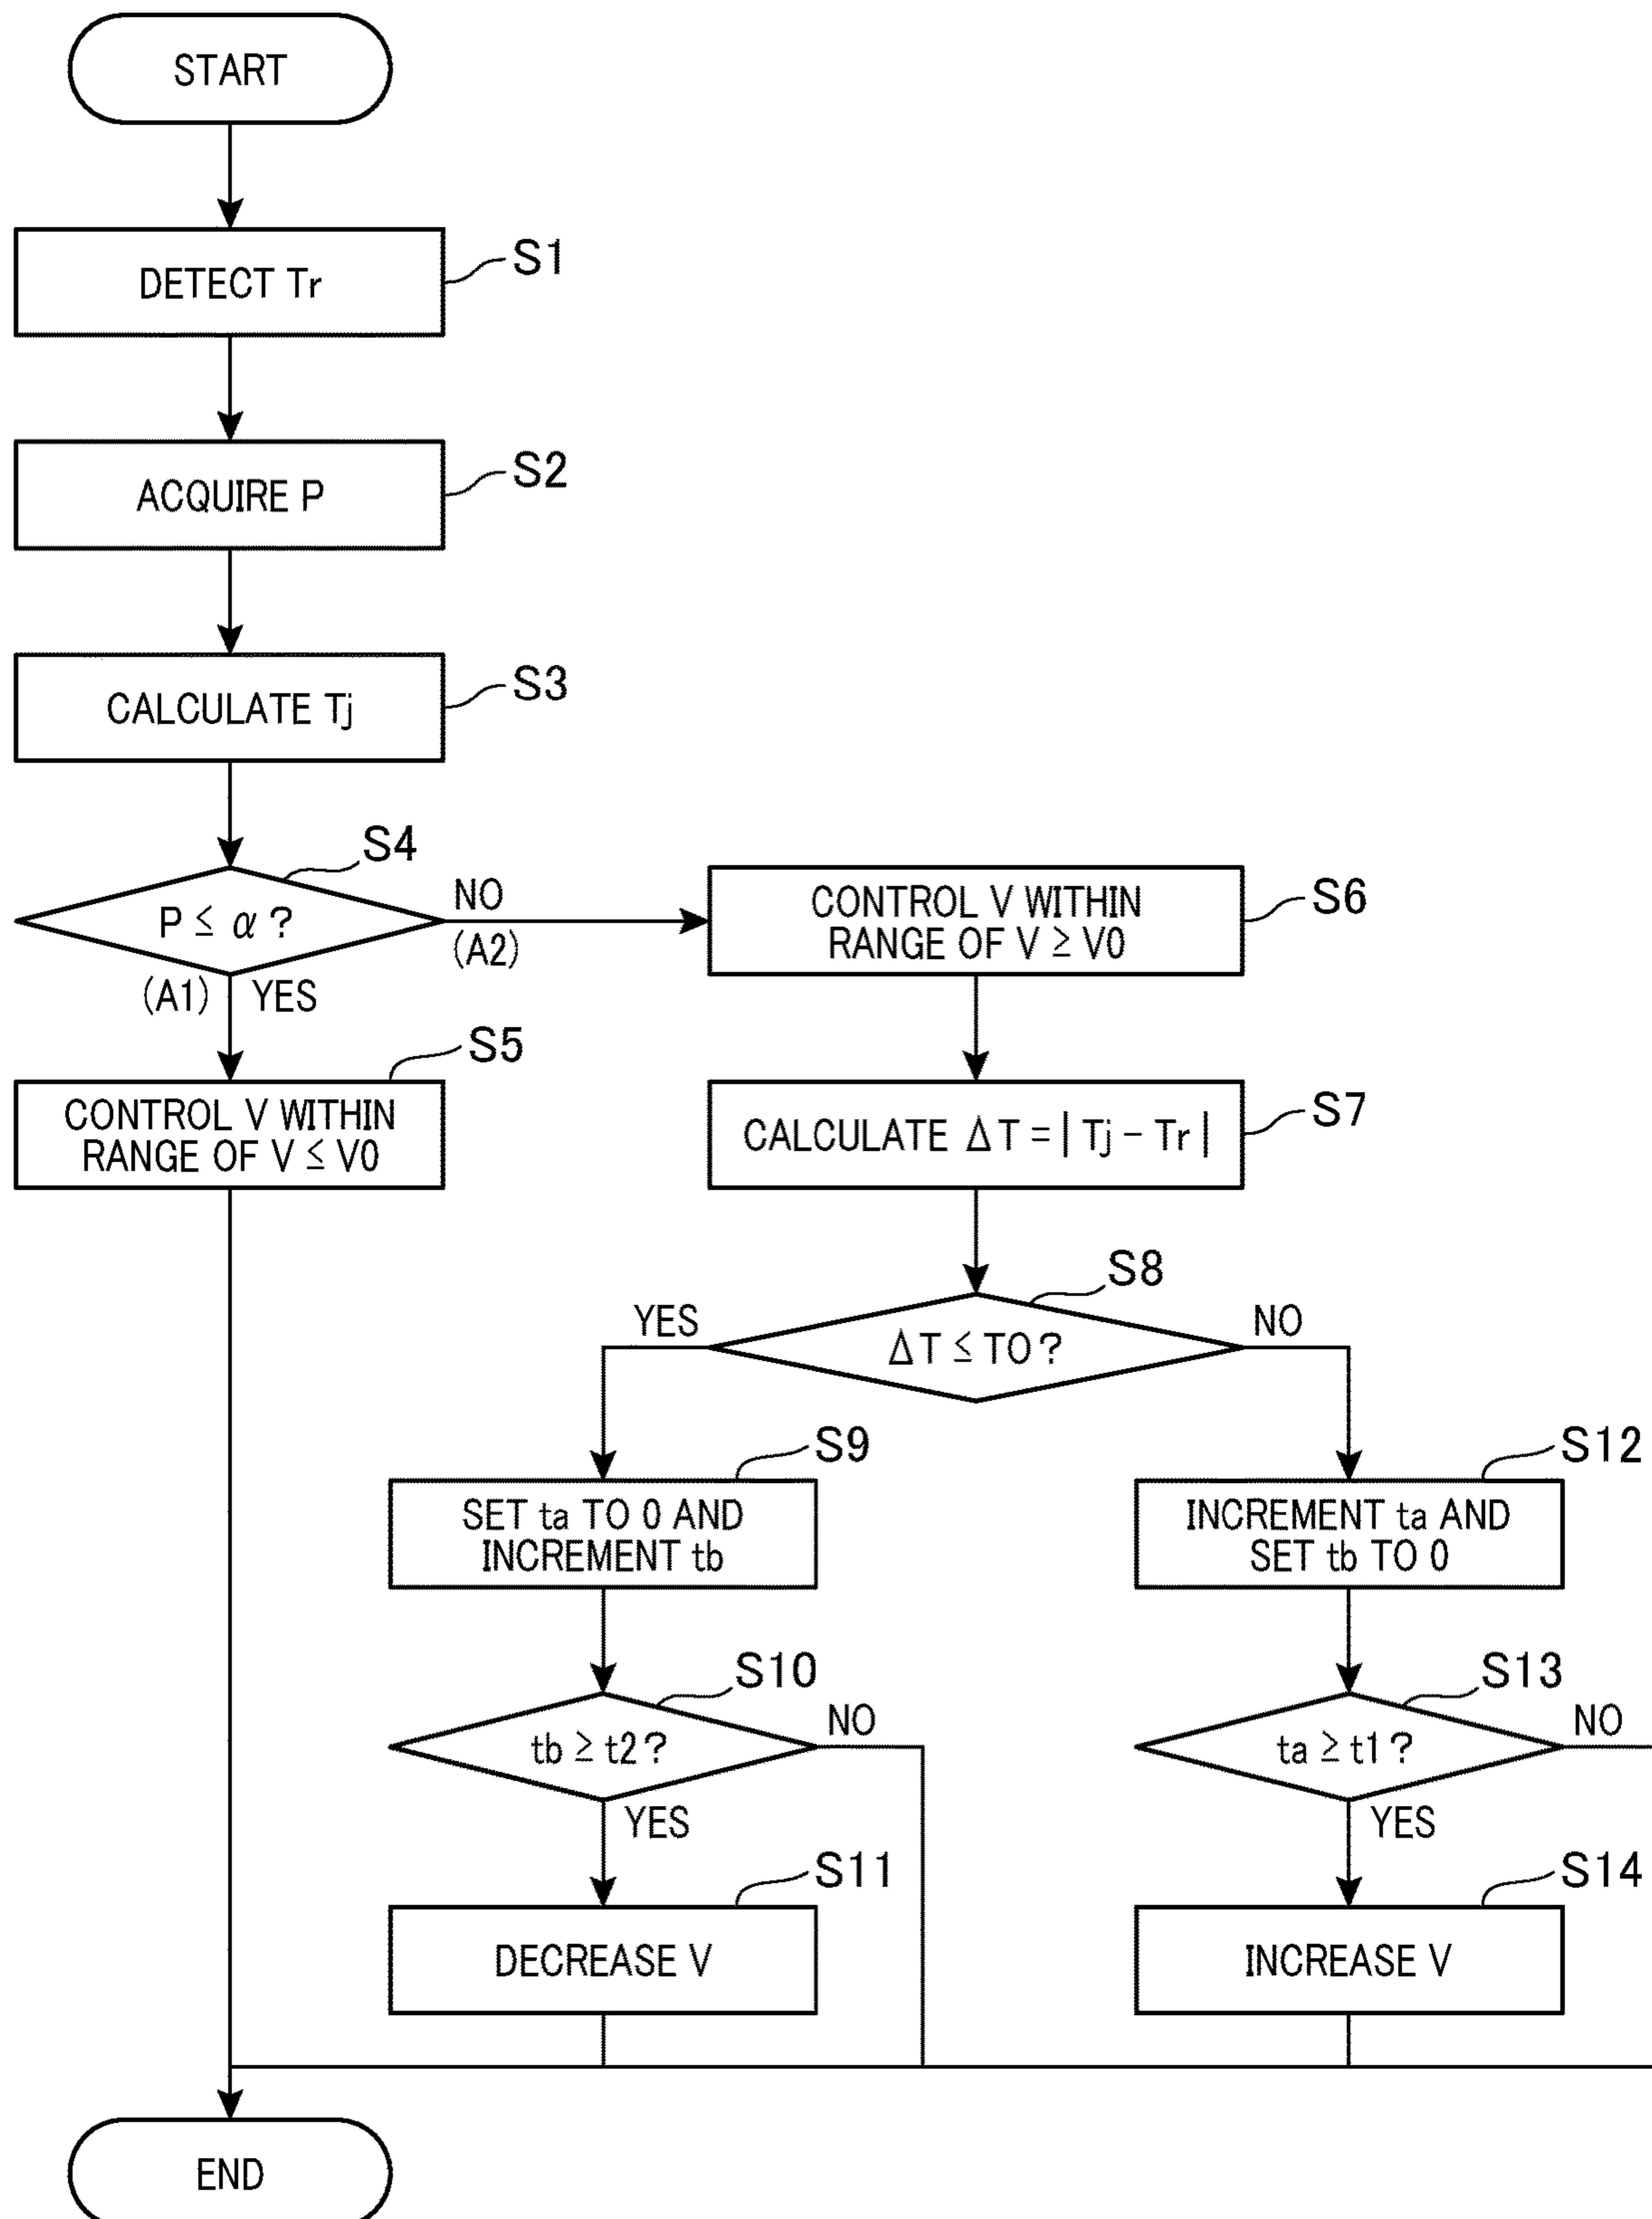 START
DETECT Tr
S1
ACQUIRE P
S2
CALCULATE Tj
S3
P ≤ α ?
S4
NO
(A2)
(A1)
YES
CONTROL V WITHIN
RANGE OF V ≤ V0
S5
CONTROL V WITHIN
RANGE OF V ≥ V0
S6
CALCULATE ΔT = | Tj − Tr |
S7
ΔT ≤ T0 ?
S8
YES
NO
SET ta TO 0 AND
INCREMENT tb
S9
tb ≥ t2 ?
S10
NO
YES
DECREASE V
S11
INCREMENT ta AND
SET tb TO 0
S12
ta ≥ t1 ?
S13
NO
YES
INCREASE V
S14
END